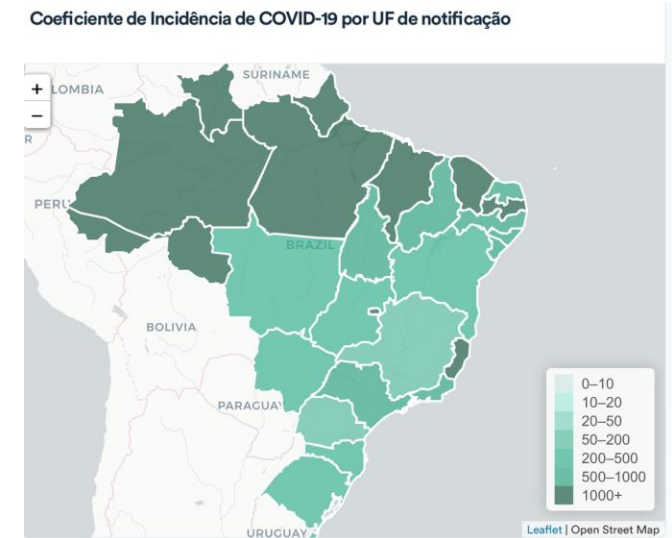 Coeficiente de Incidência de COVID-19 por UF de notificação
+
−
SURINAME
LOMBIA
R
PERU
BRAZIL
BOLIVIA
PARAGUAY
URUGUAY
0–10
10–20
20–50
50–200
200–500
500–1000
1000+
Leaflet | Open Street Map